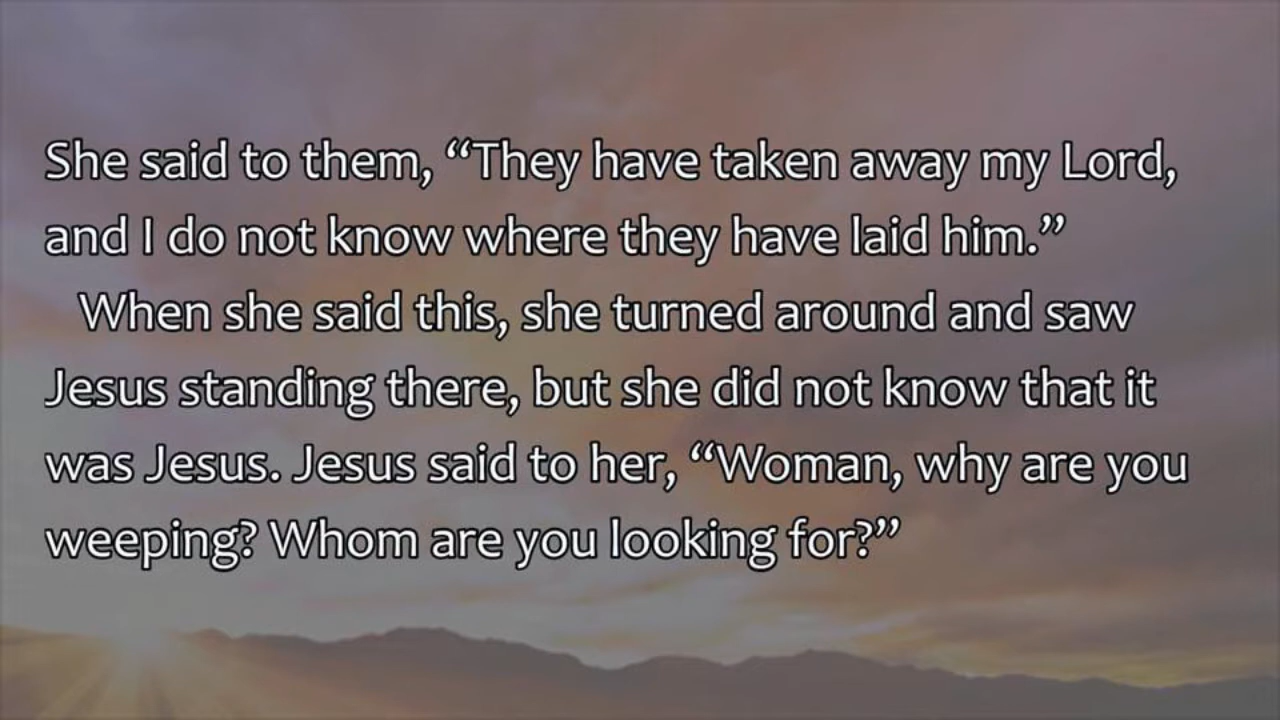 She said to them, “They have taken away my Lord,
and I do not know where they have laid him.”
When she said this, she turned around and saw
Jesus standing there, but she did not know that it
was Jesus. Jesus said to her, “Woman, why are you
weeping? Whom are you looking for?”